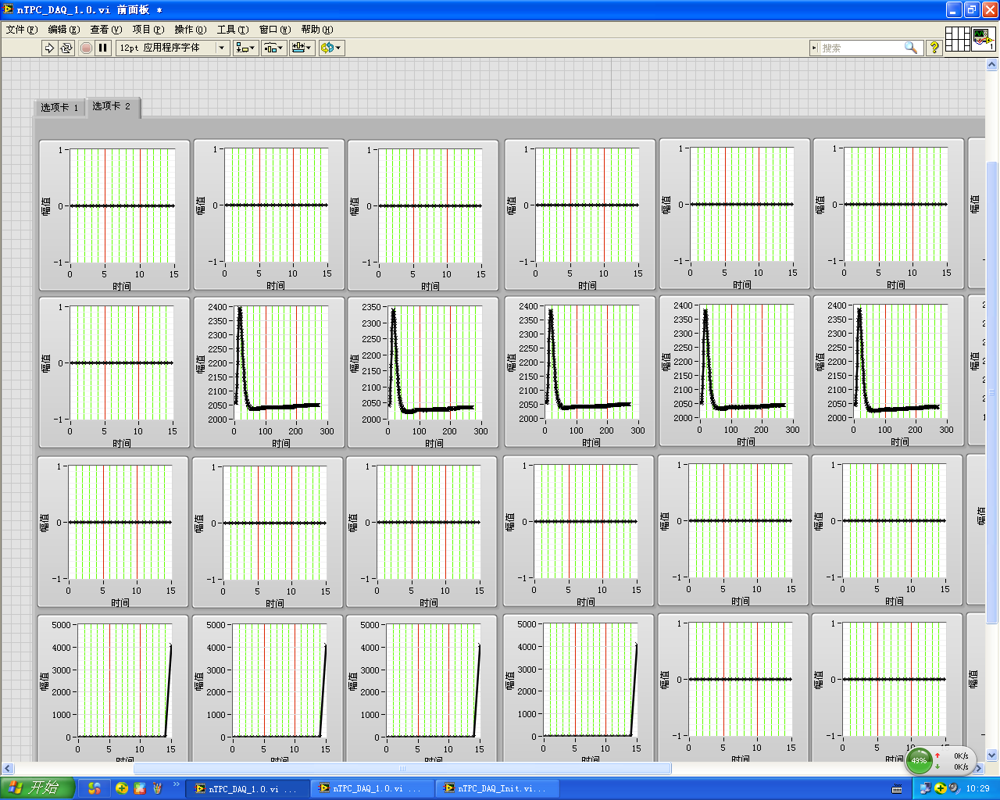 nTPC_DAQ_1.0.vi 前面板 *
文件(F) 编辑(E) 查看(V) 项目(P) 操作(O) 工具(T) 窗口(W) 帮助(H)
12pt 应用程序字体
搜索
选项卡 1 选项卡 2
幅值 1 0 -1 0 5 10 15 时间
幅值 1 0 -1 0 5 10 15 时间
幅值 1 0 -1 0 5 10 15 时间
幅值 1 0 -1 0 5 10 15 时间
幅值 1 0 -1 0 5 10 15 时间
幅值 1 0 -1 0 5 10 15 时间
幅值
幅值 1 0 -1 0 5 10 15 时间
幅值 2400 2350 2300 2250 2200 2150 2100 2050 2000 0 100 200 300 时间
幅值 2350 2300 2250 2200 2150 2100 2050 2000 0 100 200 300 时间
幅值 2400 2350 2300 2250 2200 2150 2100 2050 2000 0 100 200 300 时间
幅值 2400 2350 2300 2250 2200 2150 2100 2050 2000 0 100 200 300 时间
幅值 2400 2350 2300 2250 2200 2150 2100 2050 2000 0 100 200 300 时间
幅值
幅值 1 0 -1 0 5 10 15 时间
幅值 1 0 -1 0 5 10 15 时间
幅值 1 0 -1 0 5 10 15 时间
幅值 1 0 -1 0 5 10 15 时间
幅值 1 0 -1 0 5 10 15 时间
幅值 1 0 -1 0 5 10 15 时间
幅值
幅值 5000 4000 3000 2000 1000 0 0 5 10 15 时间
幅值 5000 4000 3000 2000 1000 0 0 5 10 15 时间
幅值 5000 4000 3000 2000 1000 0 0 5 10 15 时间
幅值 5000 4000 3000 2000 1000 0 0 5 10 15 时间
幅值 1 0 -1 0 5 10 15 时间
幅值 1 0 -1 0 5 10 15 时间
幅值
49% 0K/s
0K/s
开始 nTPC_DAQ_1.0.vi ... nTPC_DAQ_1.0.vi ... nTPC_DAQ_Init.vi... 10:29